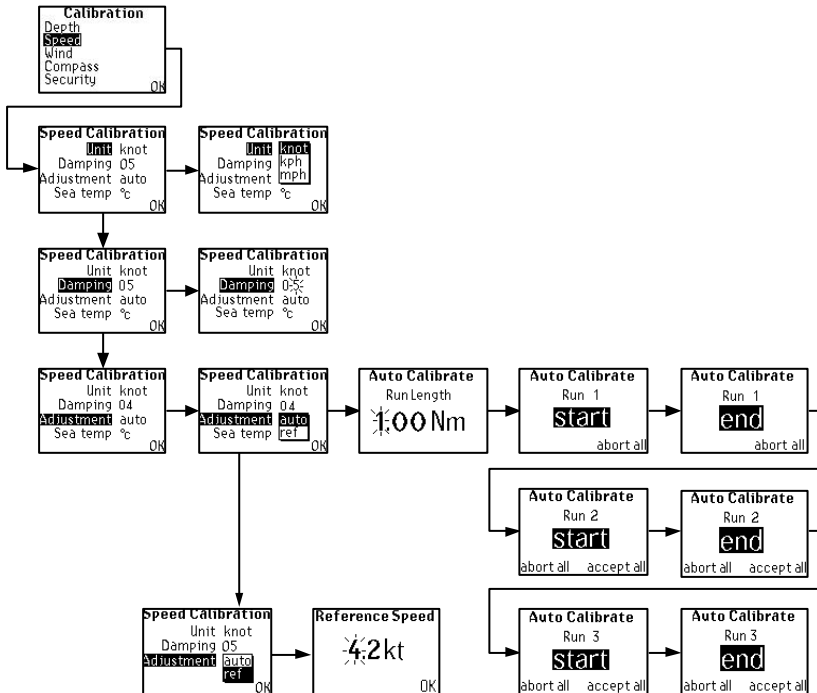 Calibration
Depth
Speed
Wind
Compass
Security
OK
Speed Calibration
Unit knot
Damping 05
Adjustment auto
Sea temp °c
OK
Speed Calibration
Unit knot
Damping kph
Adjustment mph
Sea temp °c
OK
Speed Calibration
Unit knot
Damping 05
Adjustment auto
Sea temp °c
OK
Speed Calibration
Unit knot
Damping 05
Adjustment auto
Sea temp °c
OK
Speed Calibration
Unit knot
Damping 04
Adjustment auto
Sea temp °c
OK
Speed Calibration
Unit knot
Damping 04
Adjustment auto
Sea temp ref
OK
Auto Calibrate
Run Length
1.00 Nm
Auto Calibrate
Run 1
start
abort all
Auto Calibrate
Run 1
end
abort all
Auto Calibrate
Run 2
start
abort all accept all
Auto Calibrate
Run 2
end
abort all accept all
Speed Calibration
Unit knot
Damping 05
Adjustment auto
ref
OK
Reference Speed
4.2kt
OK
Auto Calibrate
Run 3
start
abort all accept all
Auto Calibrate
Run 3
end
abort all accept all